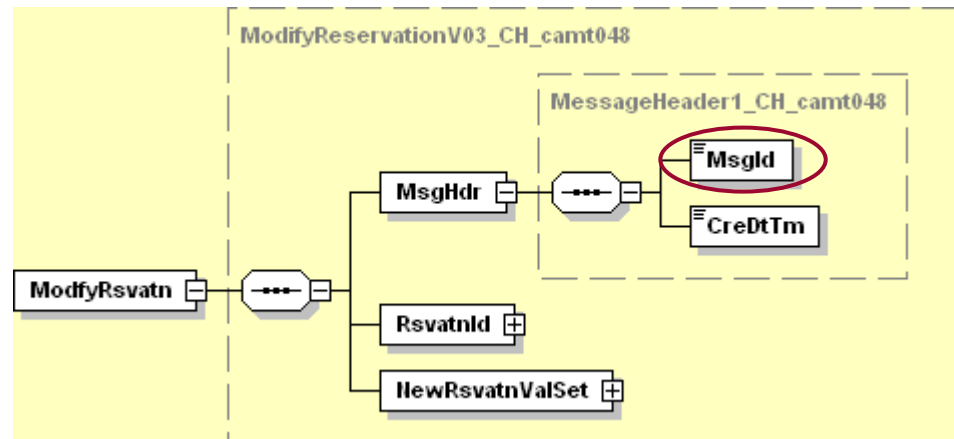 ModifyReservationV03_CH_camt048
MessageHeader1_CH_camt048
MsgId
MsgHdr
CreDtTm
ModfyRsvatn
RsvatnId
NewRsvatnValSet